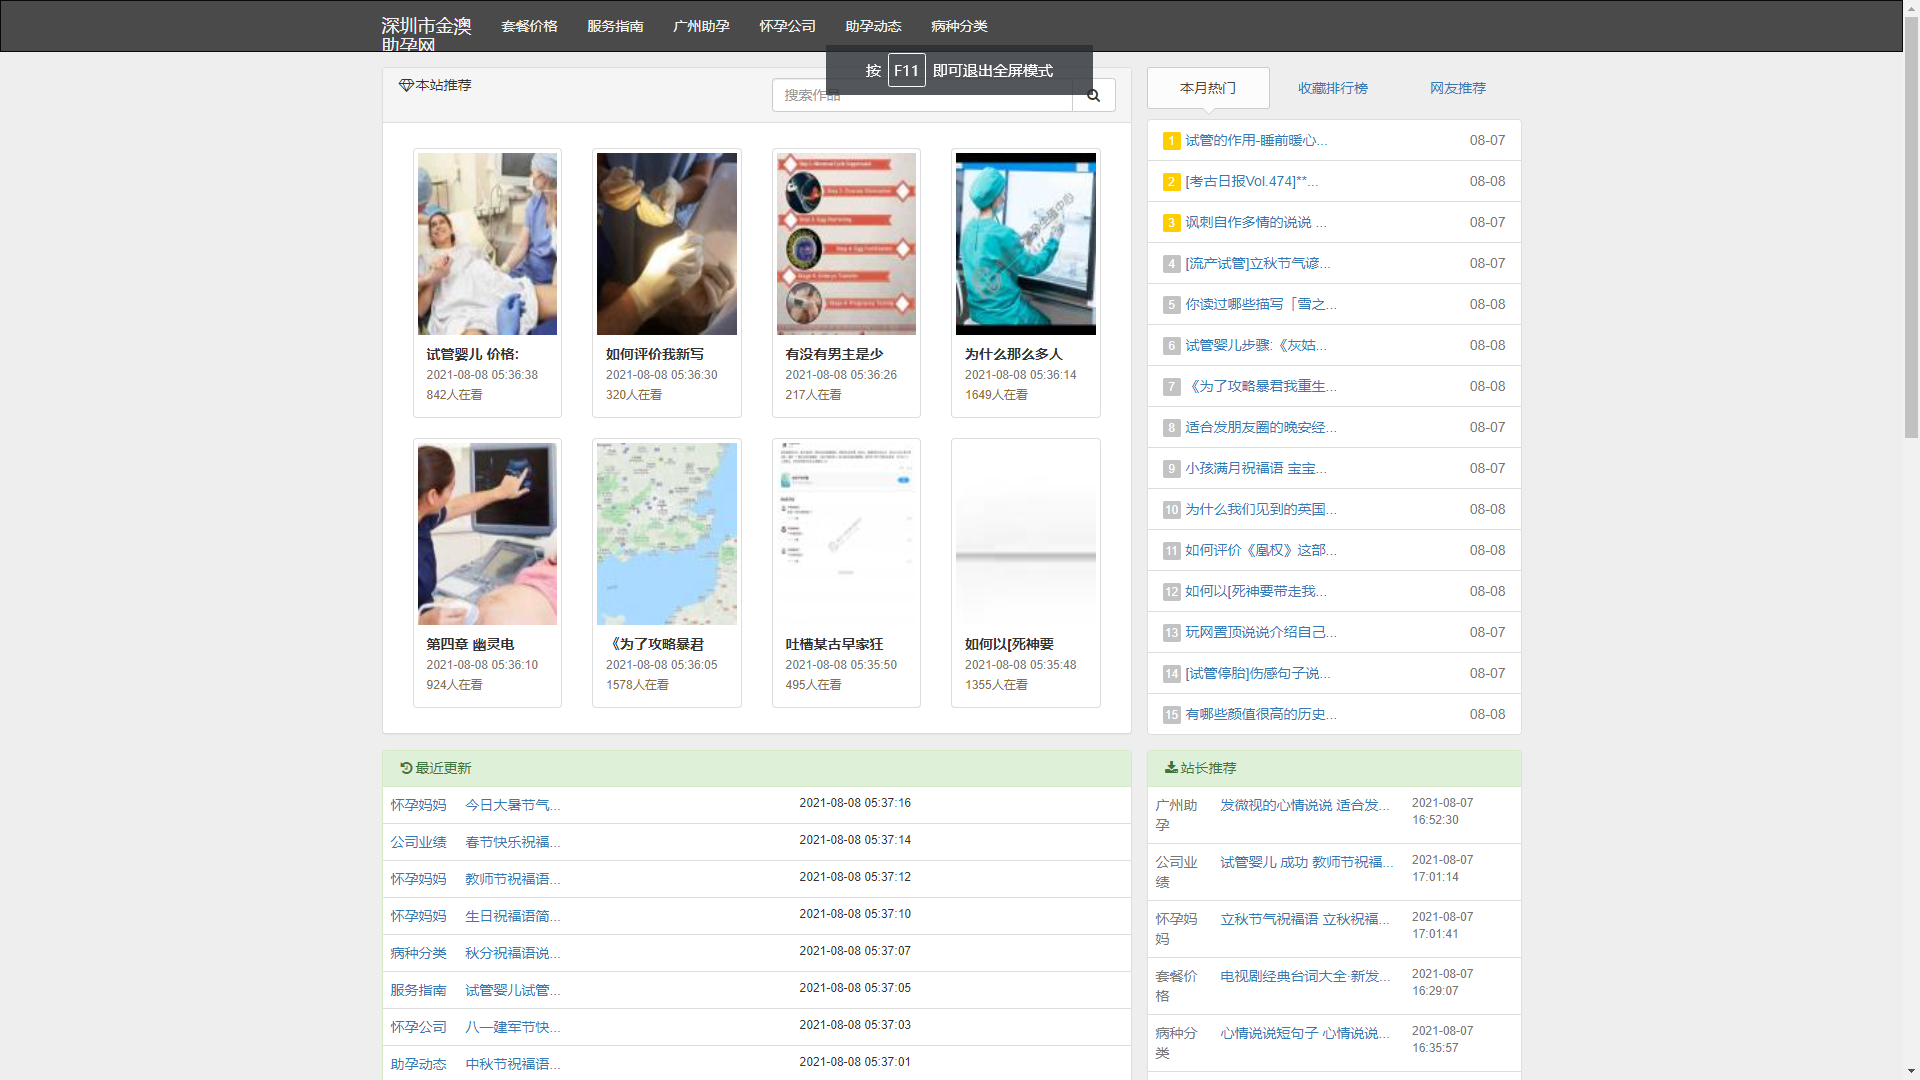 深圳市金澳
助孕网
套餐价格
服务指南
广州助孕
怀孕公司
助孕动态
病种分类
按 F11 即可退出全屏模式
本站推荐
搜索作品
试管婴儿 价格:
2021-08-08 05:36:38
842人在看
如何评价我新写
2021-08-08 05:36:30
320人在看
有没有男主是少
2021-08-08 05:36:26
217人在看
为什么那么多人
2021-08-08 05:36:14
1649人在看
第四章 幽灵电
2021-08-08 05:36:10
924人在看
《为了攻略暴君
2021-08-08 05:36:05
1578人在看
吐槽某古早家狂
2021-08-08 05:35:50
495人在看
如何以[死神要
2021-08-08 05:35:48
1355人在看
本月热门
收藏排行榜
网友推荐
1 试管的作用-睡前暖心... 08-07
2 [考古日报Vol.474]**... 08-08
3 讽刺自作多情的说说 ... 08-07
4 [流产试管]立秋节气谚... 08-07
5 你读过哪些描写「雪之... 08-08
6 试管婴儿步骤:《灰姑... 08-08
7 《为了攻略暴君我重生... 08-08
8 适合发朋友圈的晚安经... 08-07
9 小孩满月祝福语 宝宝... 08-07
10 为什么我们见到的英国... 08-08
11 如何评价《凰权》这部... 08-08
12 如何以[死神要带走我... 08-08
13 玩网置顶说说介绍自己... 08-07
14 [试管停胎]伤感句子说... 08-07
15 有哪些颜值很高的历史... 08-08
最近更新
怀孕妈妈 今日大暑节气... 2021-08-08 05:37:16
公司业绩 春节快乐祝福... 2021-08-08 05:37:14
怀孕妈妈 教师节祝福语... 2021-08-08 05:37:12
怀孕妈妈 生日祝福语简... 2021-08-08 05:37:10
病种分类 秋分祝福语说... 2021-08-08 05:37:07
服务指南 试管婴儿试管... 2021-08-08 05:37:05
怀孕公司 八一建军节快... 2021-08-08 05:37:03
助孕动态 中秋节祝福语... 2021-08-08 05:37:01
站长推荐
广州助孕 发微视的心情说说 适合发... 2021-08-07 16:52:30
公司业绩 试管婴儿 成功 教师节祝福... 2021-08-07 17:01:14
怀孕妈妈 立秋节气祝福语 立秋祝福... 2021-08-07 17:01:41
套餐价格 电视剧经典台词大全·新发... 2021-08-07 16:29:07
病种分类 心情说说短句子 心情说说... 2021-08-07 16:35:57